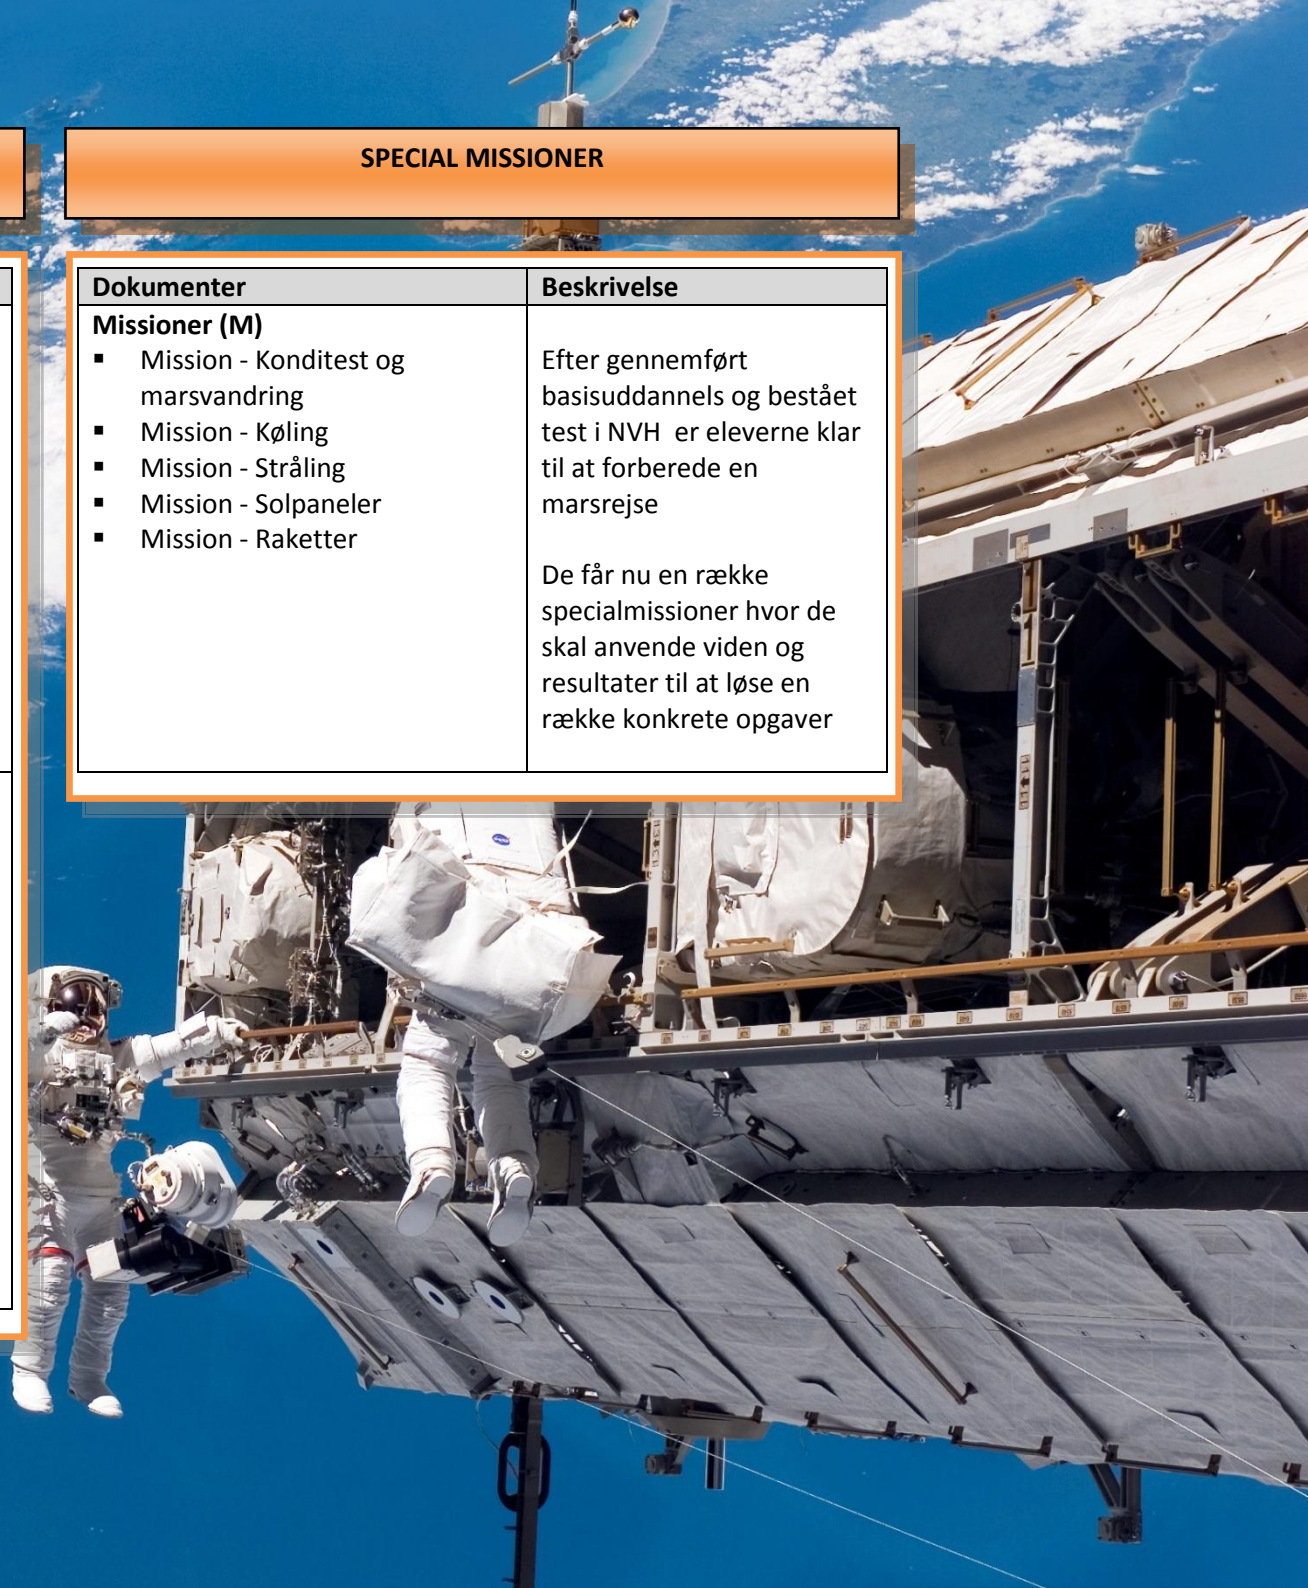 SPECIAL MISSIONER
Dokumenter
Beskrivelse
Missioner (M)
▪ Mission - Konditest og
marsvandring
▪ Mission - Køling
▪ Mission - Stråling
▪ Mission - Solpaneler
▪ Mission - Raketter
Efter gennemført
basisuddannels og bestået
test i NVH  er eleverne klar
til at forberede en
marsrejse
De får nu en række
specialmissioner hvor de
skal anvende viden og
resultater til at løse en
række konkrete opgaver